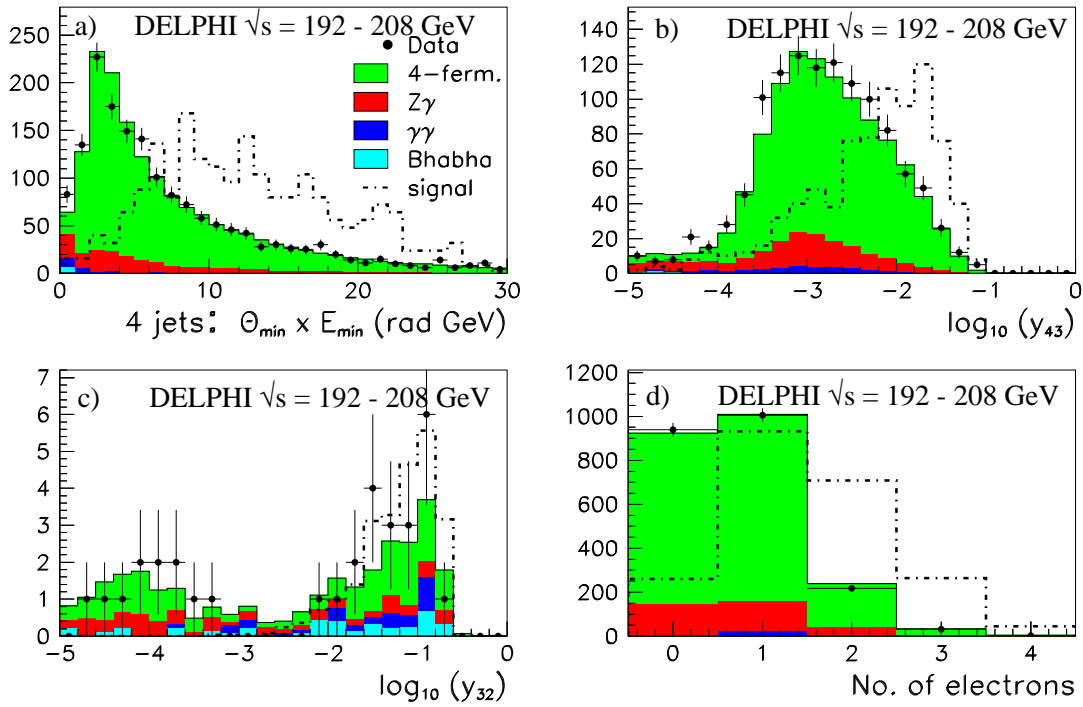 a) DELPHI √s = 192 - 208 GeV
Data
4-ferm.
Zγ
γγ
Bhabha
signal
250
200
150
100
50
0
0 10 20 30
4 jets: Θmin x Emin (rad GeV)
b) DELPHI √s = 192 - 208 GeV
140
120
100
80
60
40
20
0
-5 -4 -3 -2 -1 0
log10 (y43)
c) DELPHI √s = 192 - 208 GeV
7
6
5
4
3
2
1
0
-5 -4 -3 -2 -1 0
log10 (y32)
d) DELPHI √s = 192 - 208 GeV
1200
1000
800
600
400
200
0
0 1 2 3 4
No. of electrons